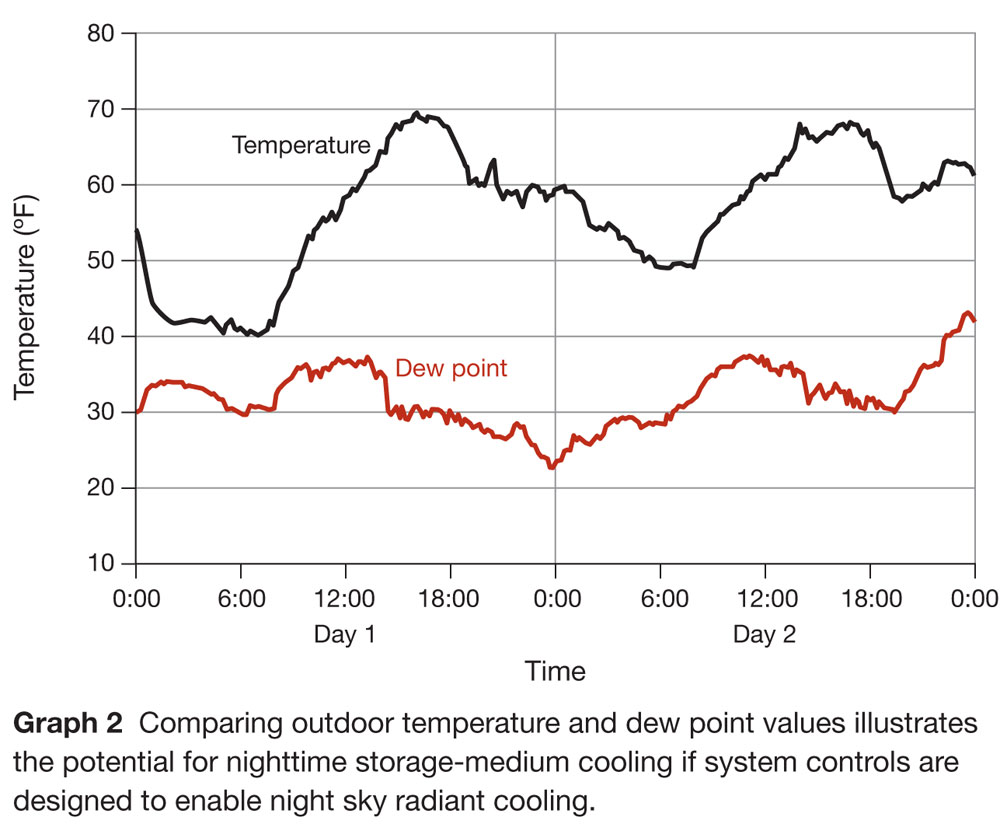 80
70
60
50
40
30
20
10
Temperature (°F)
Temperature
Dew point
0:00 6:00 12:00 18:00 0:00 6:00 12:00 18:00 0:00
Day 1 Day 2
Time
Graph 2 Comparing outdoor temperature and dew point values illustrates
the potential for nighttime storage-medium cooling if system controls are
designed to enable night sky radiant cooling.